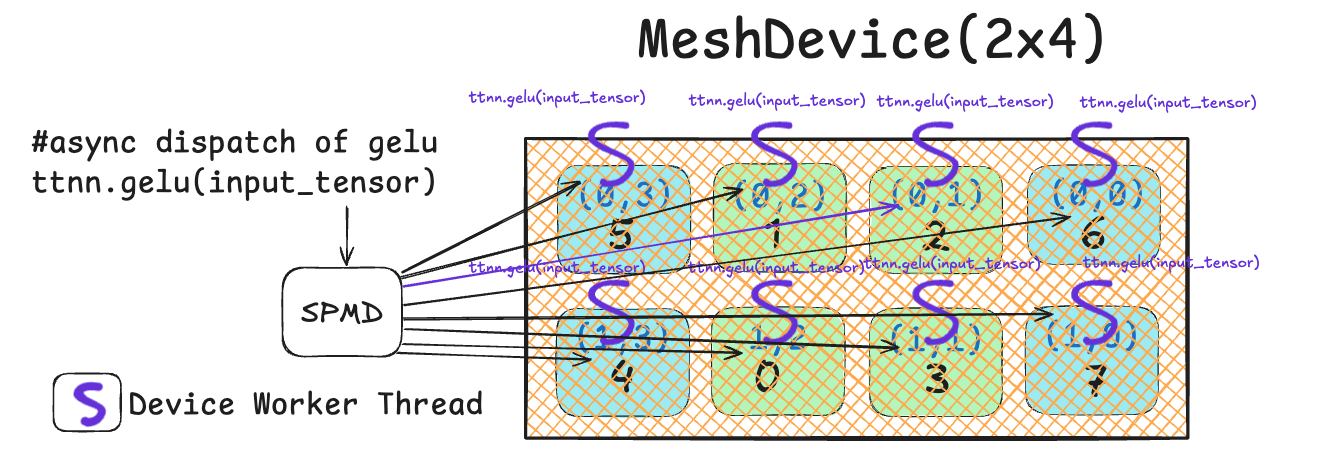 MeshDevice(2x4)
ttnn.gelu(input_tensor) ttnn.gelu(input_tensor) ttnn.gelu(input_tensor) ttnn.gelu(input_tensor)
#async dispatch of gelu
ttnn.gelu(input_tensor)
(0,3) (0,2) (0,1) (0,0)
5 1 2 6
ttnn.gelu(input_tensor) ttnn.gelu(input_tensor) ttnn.gelu(input_tensor) ttnn.gelu(input_tensor)
SPMD
(1,3) 1,2 (1,1) (1,0)
4 0 3 7
Device Worker Thread